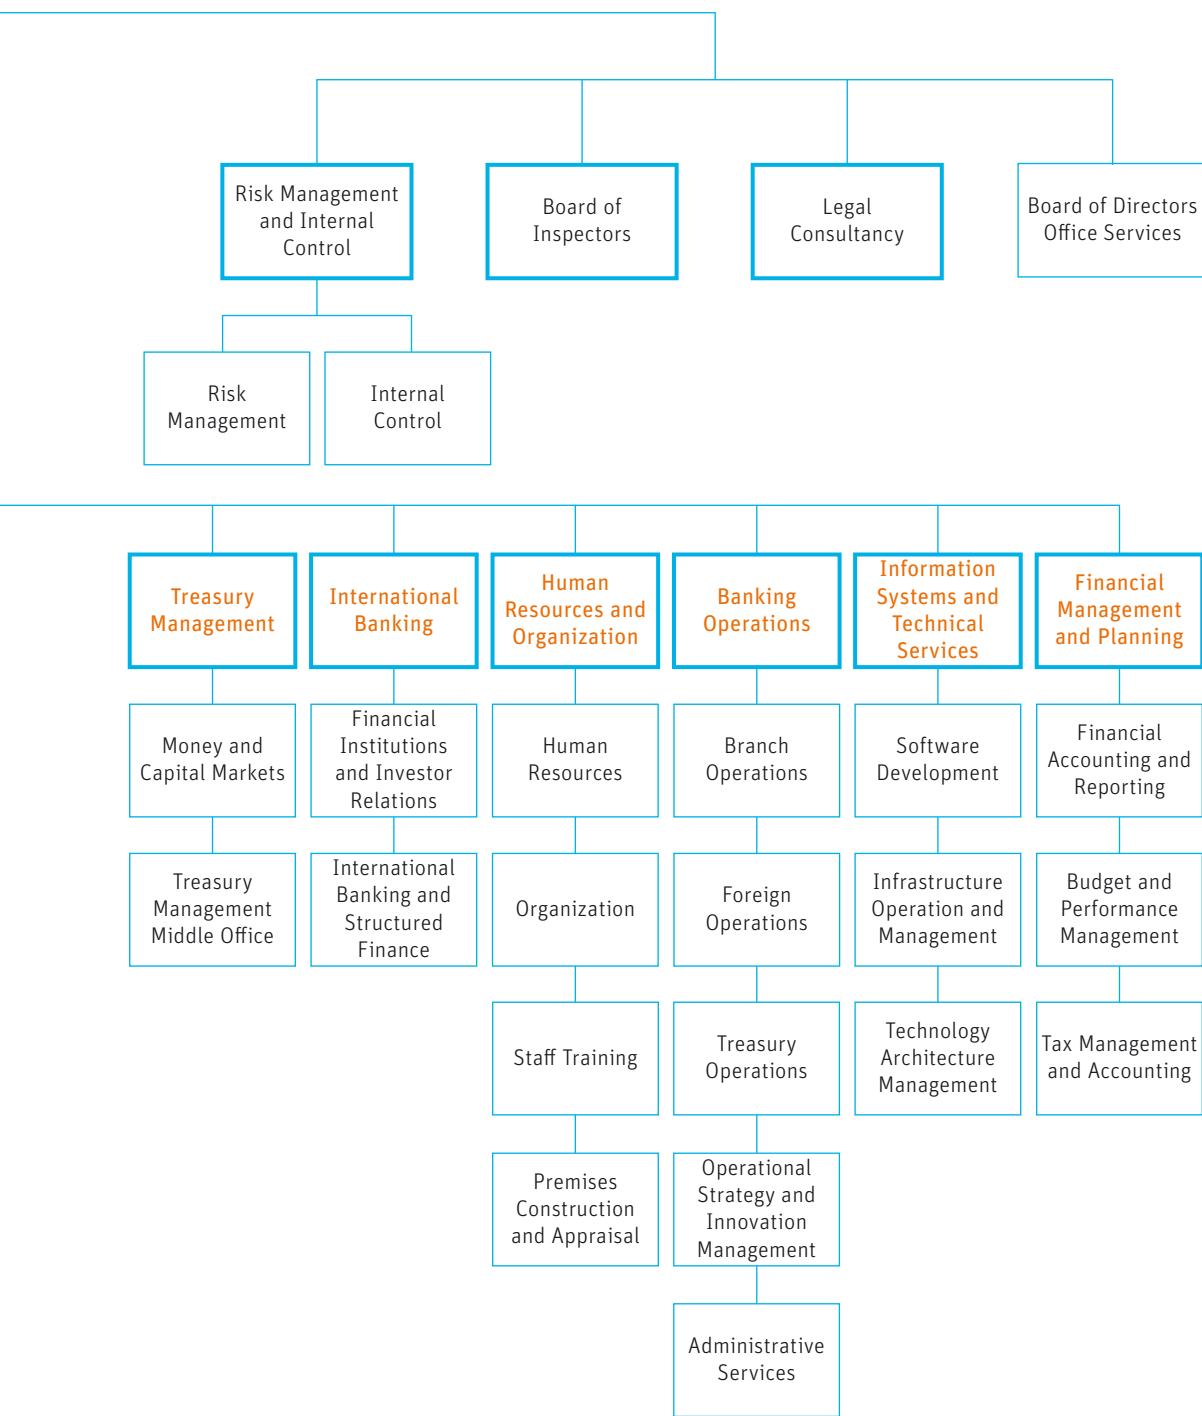 Risk Management
and Internal
Control
Board of
Inspectors
Legal
Consultancy
Board of Directors
Office Services
Risk
Management
Internal
Control
Treasury
Management
International
Banking
Human
Resources and
Organization
Banking
Operations
Information
Systems and
Technical
Services
Financial
Management
and Planning
Money and
Capital Markets
Financial
Institutions
and Investor
Relations
Human
Resources
Branch
Operations
Software
Development
Financial
Accounting and
Reporting
Treasury
Management
Middle Office
International
Banking and
Structured
Finance
Organization
Foreign
Operations
Infrastructure
Operation and
Management
Budget and
Performance
Management
Staff Training
Treasury
Operations
Technology
Architecture
Management
Tax Management
and Accounting
Premises
Construction
and Appraisal
Operational
Strategy and
Innovation
Management
Administrative
Services